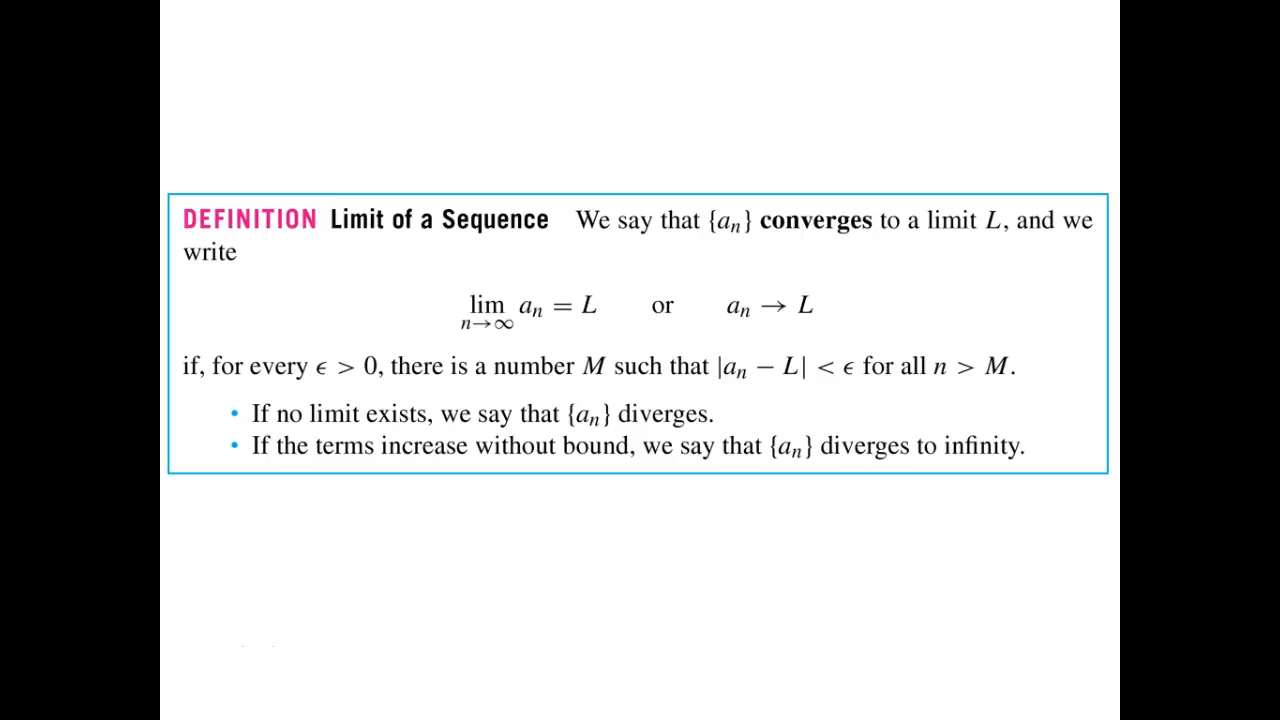 DEFINITION Limit of a Sequence We say that {aₙ} converges to a limit L, and we
write
lim aₙ = L or aₙ → L
n→∞
if, for every ϵ > 0, there is a number M such that |aₙ − L| < ϵ for all n > M.
• If no limit exists, we say that {aₙ} diverges.
• If the terms increase without bound, we say that {aₙ} diverges to infinity.